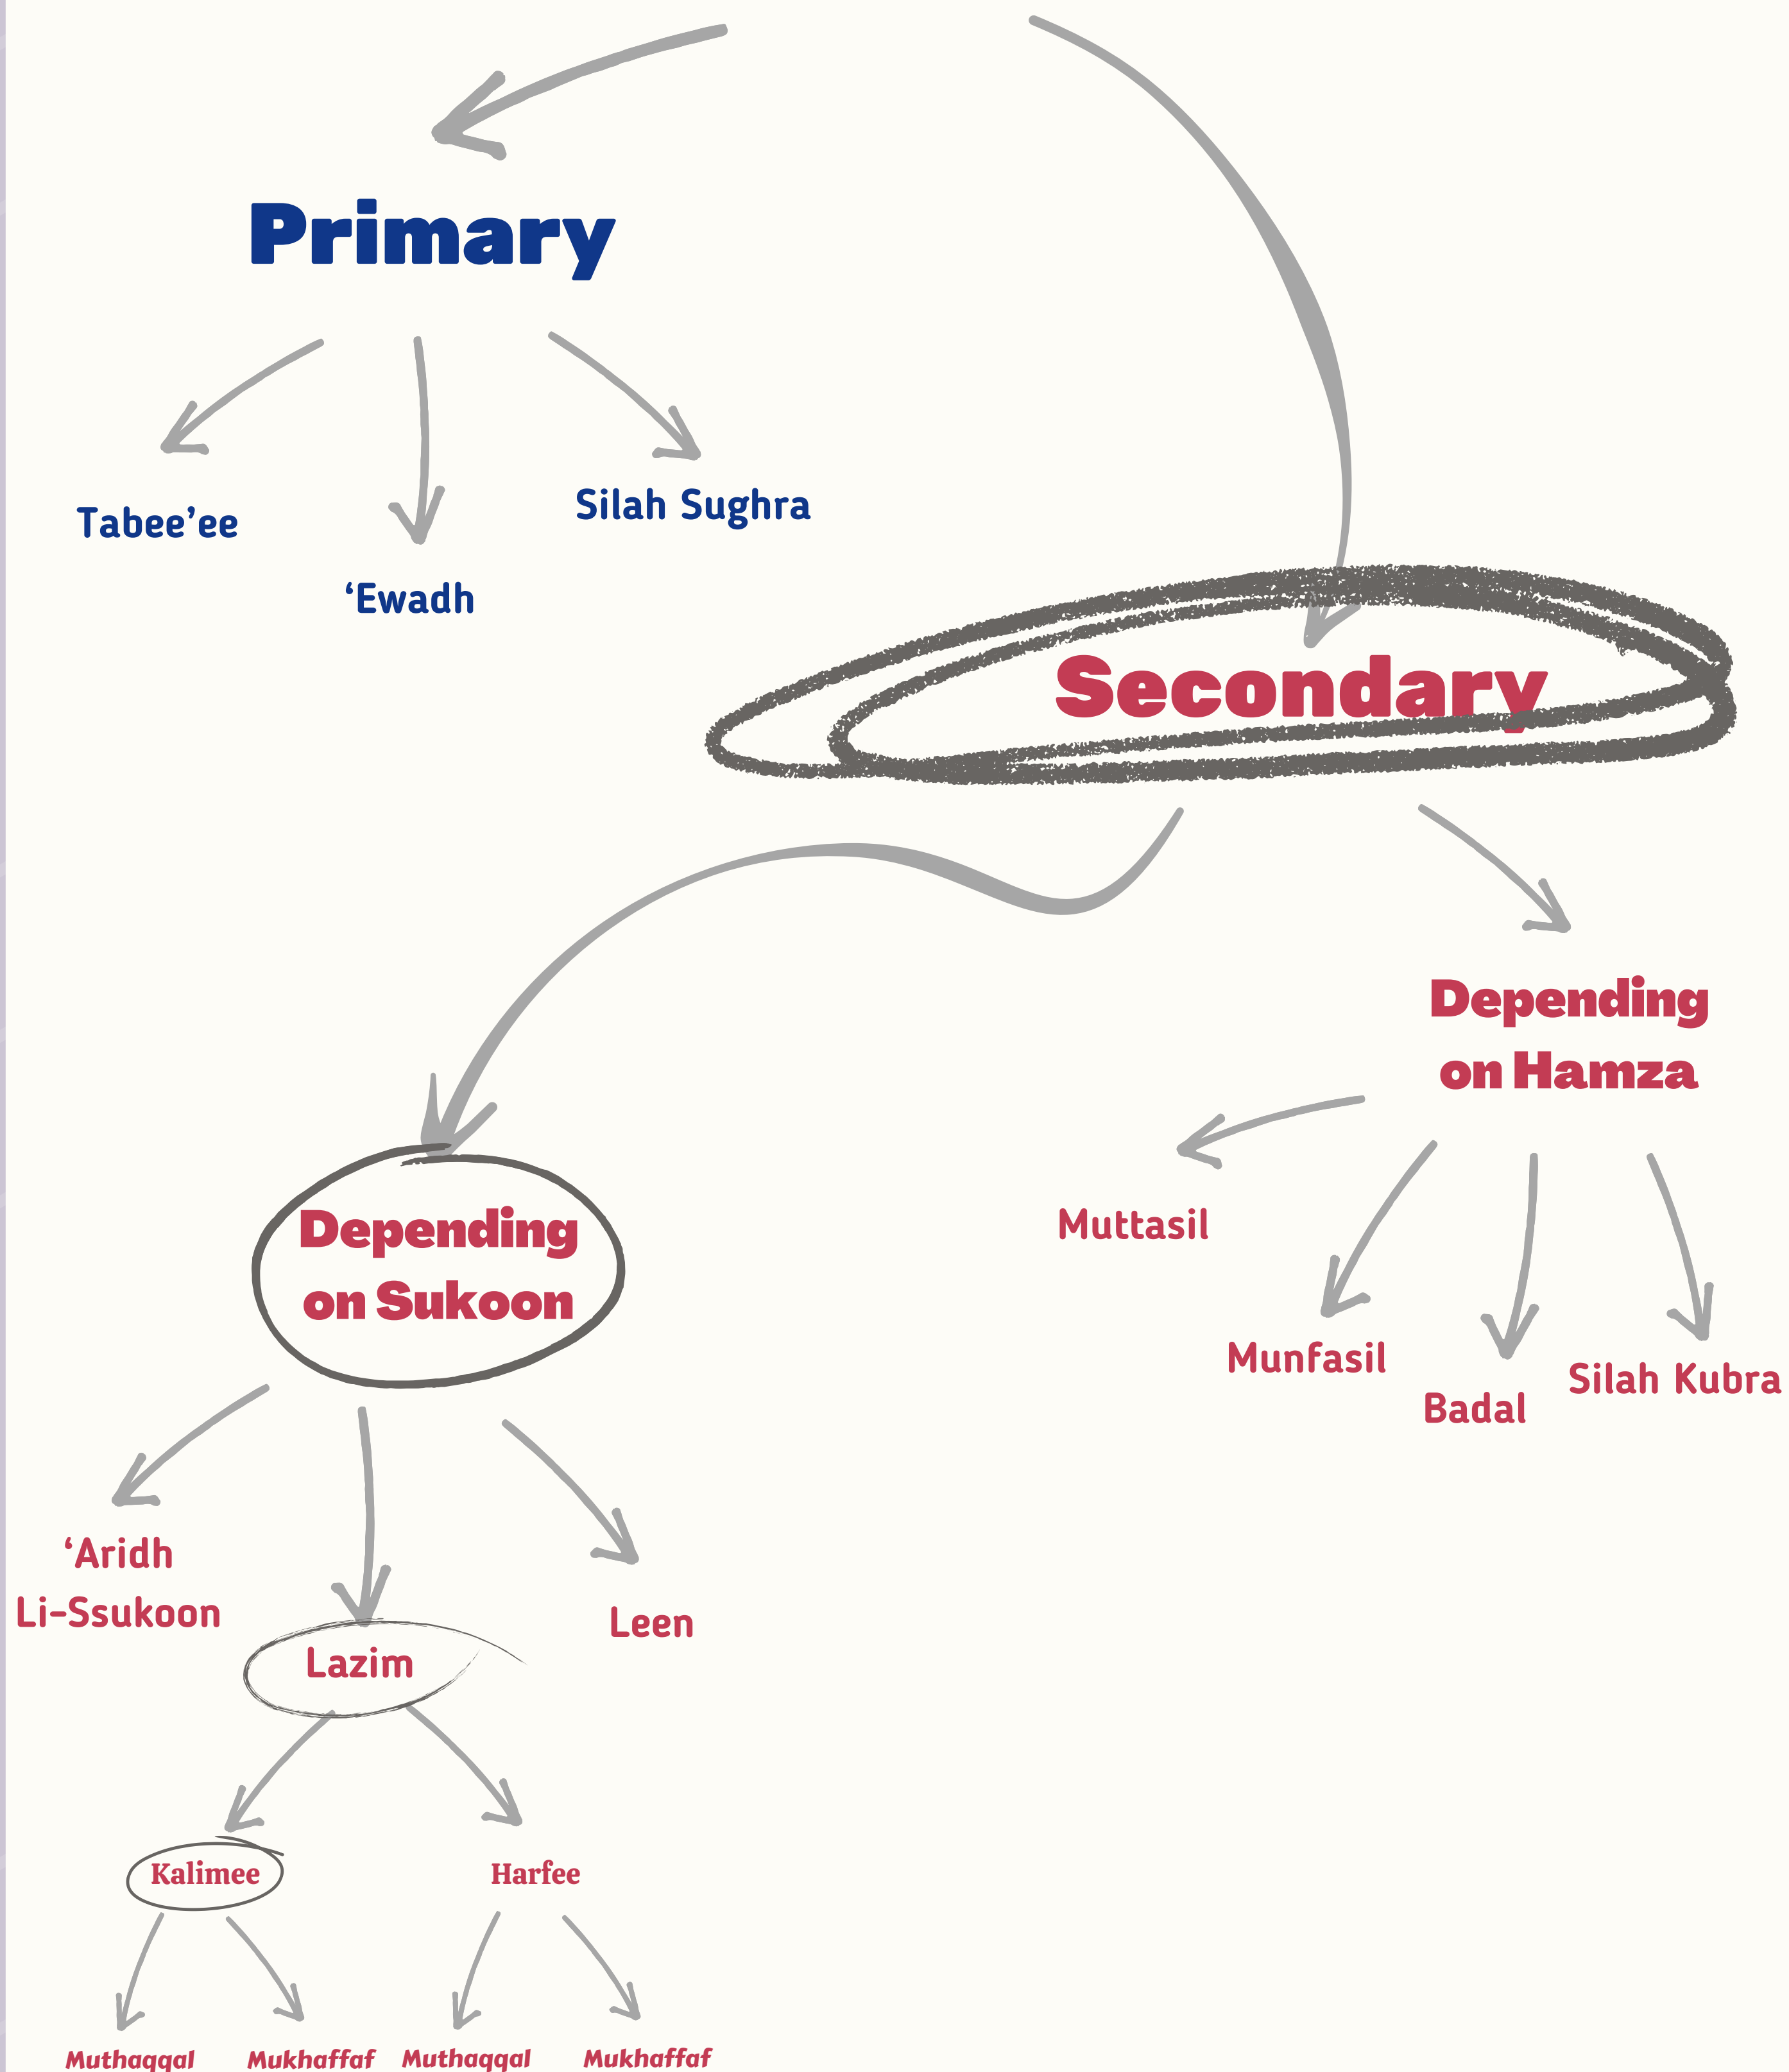 Primary
Tabee’ee
‘Ewadh
Silah Sughra
Secondary
Depending
on Hamza
Muttasil
Munfasil
Badal
Silah Kubra
Depending
on Sukoon
‘Aridh
Li-Ssukoon
Lazim
Leen
Kalimee
Harfee
Muthaqqal
Mukhaffaf
Muthaqqal
Mukhaffaf